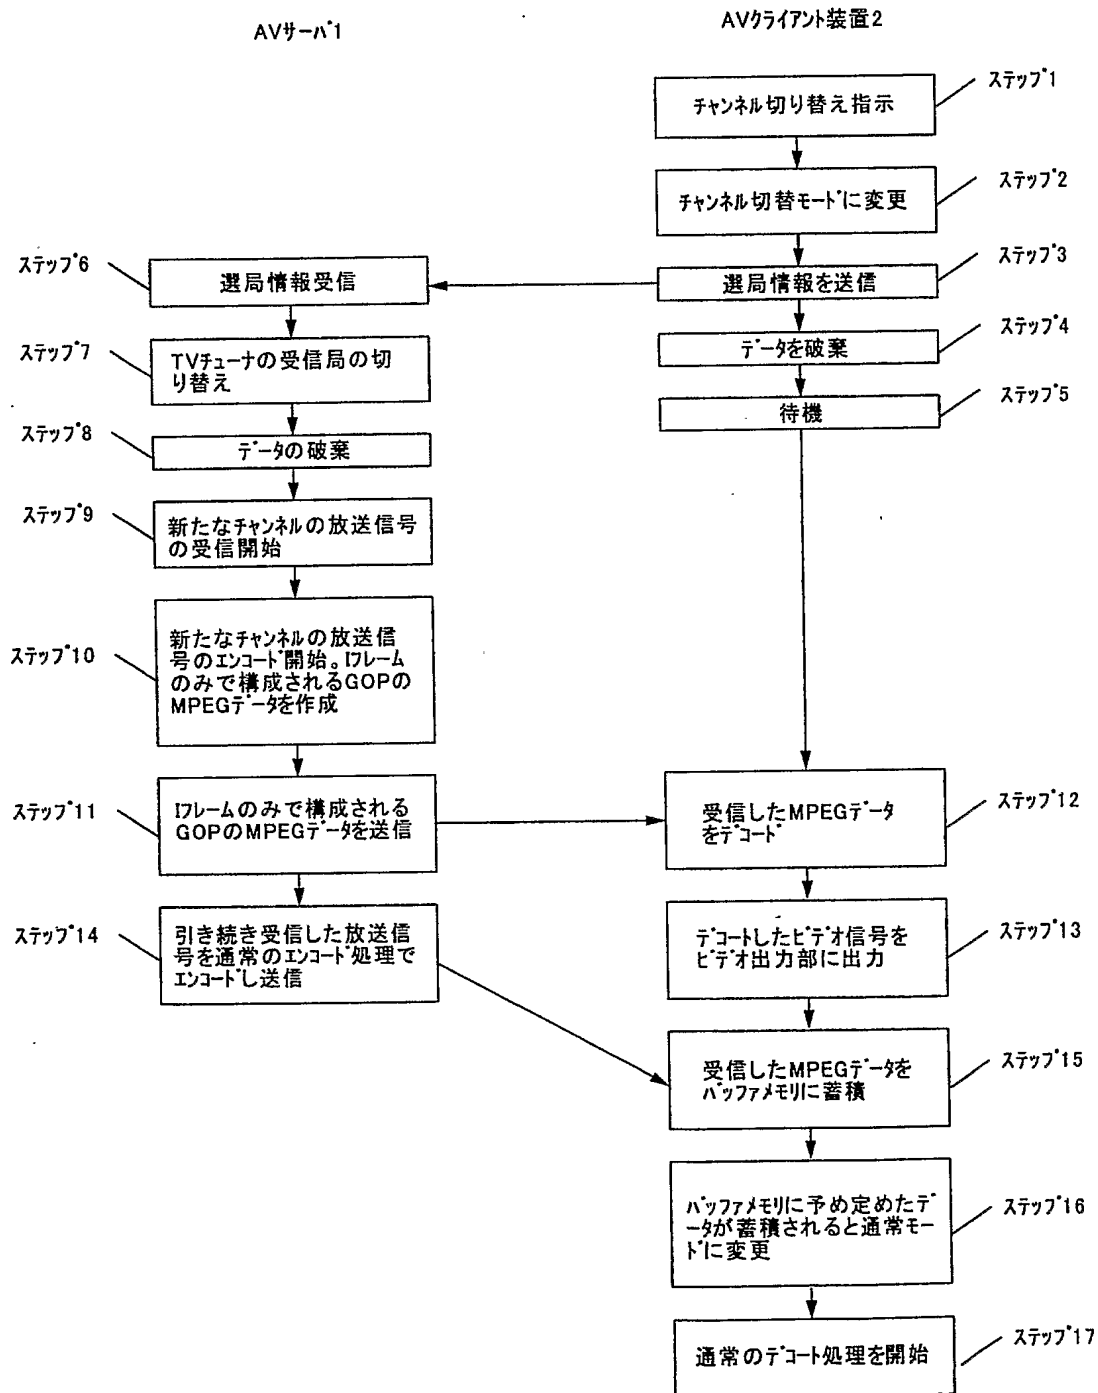 AVサーバ1
AVクライアント装置2
チャンネル切り替え指示
ステップ1
チャンネル切替モードに変更
ステップ2
選局情報を送信
ステップ3
データを破棄
ステップ4
待機
ステップ5
ステップ6
選局情報受信
ステップ7
TVチューナの受信局の切
り替え
ステップ8
データの破棄
ステップ9
新たなチャンネルの放送信号
の受信開始
ステップ10
新たなチャンネルの放送信
号のエンコード開始。Iフレーム
のみで構成されるGOPの
MPEGデータを作成
ステップ11
Iフレームのみで構成される
GOPのMPEGデータを送信
受信したMPEGデータ
をデコード
ステップ12
デコートしたビデオ信号を
ビデオ出力部に出力
ステップ13
ステップ14
引き続き受信した放送信
号を通常のエンコード処理で
エンコードし送信
受信したMPEGデータを
バッファメモリに蓄積
ステップ15
バッファメモリに予め定めたデ
ータが蓄積されると通常モー
ドに変更
ステップ16
通常のデコート処理を開始
ステップ17